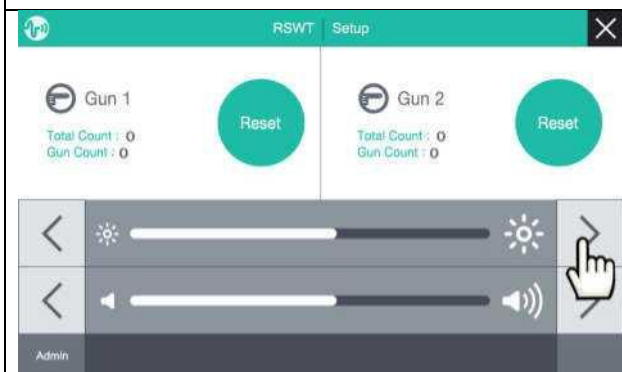 RSWT Setup
Gun 1
Reset
Total Count : 0
Gun Count : 0
Gun 2
Reset
Total Count : 0
Gun Count : 0
Admin